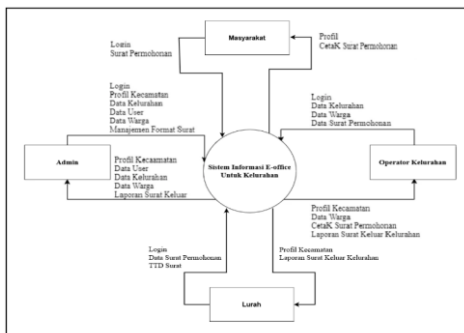 Masyarakat
Login
Surat Permohonan
Profil
CetaK Surat Permohonan
Login
Profil Kecamatan
Data Kelurahan
Data User
Data Warga
Manajemen Format Surat
Login
Data Kelurahan
Data Warga
Data Surat Permohonan
Admin
Sistem Informasi E-office
Untuk Kelurahan
Operator Kelurahan
Profil Kecaamatan
Data User
Data Kelurahan
Data Warga
Laporan Surat Keluar
Profil Kecamatan
Data Warga
CetaK Surat Permohonan
Laporan Surat Keluar Kelurahan
Login
Data Surat Permohonan
TTD Surat
Profil Kecamatan
Laporan Surat Keluar Kelurahan
Lurah